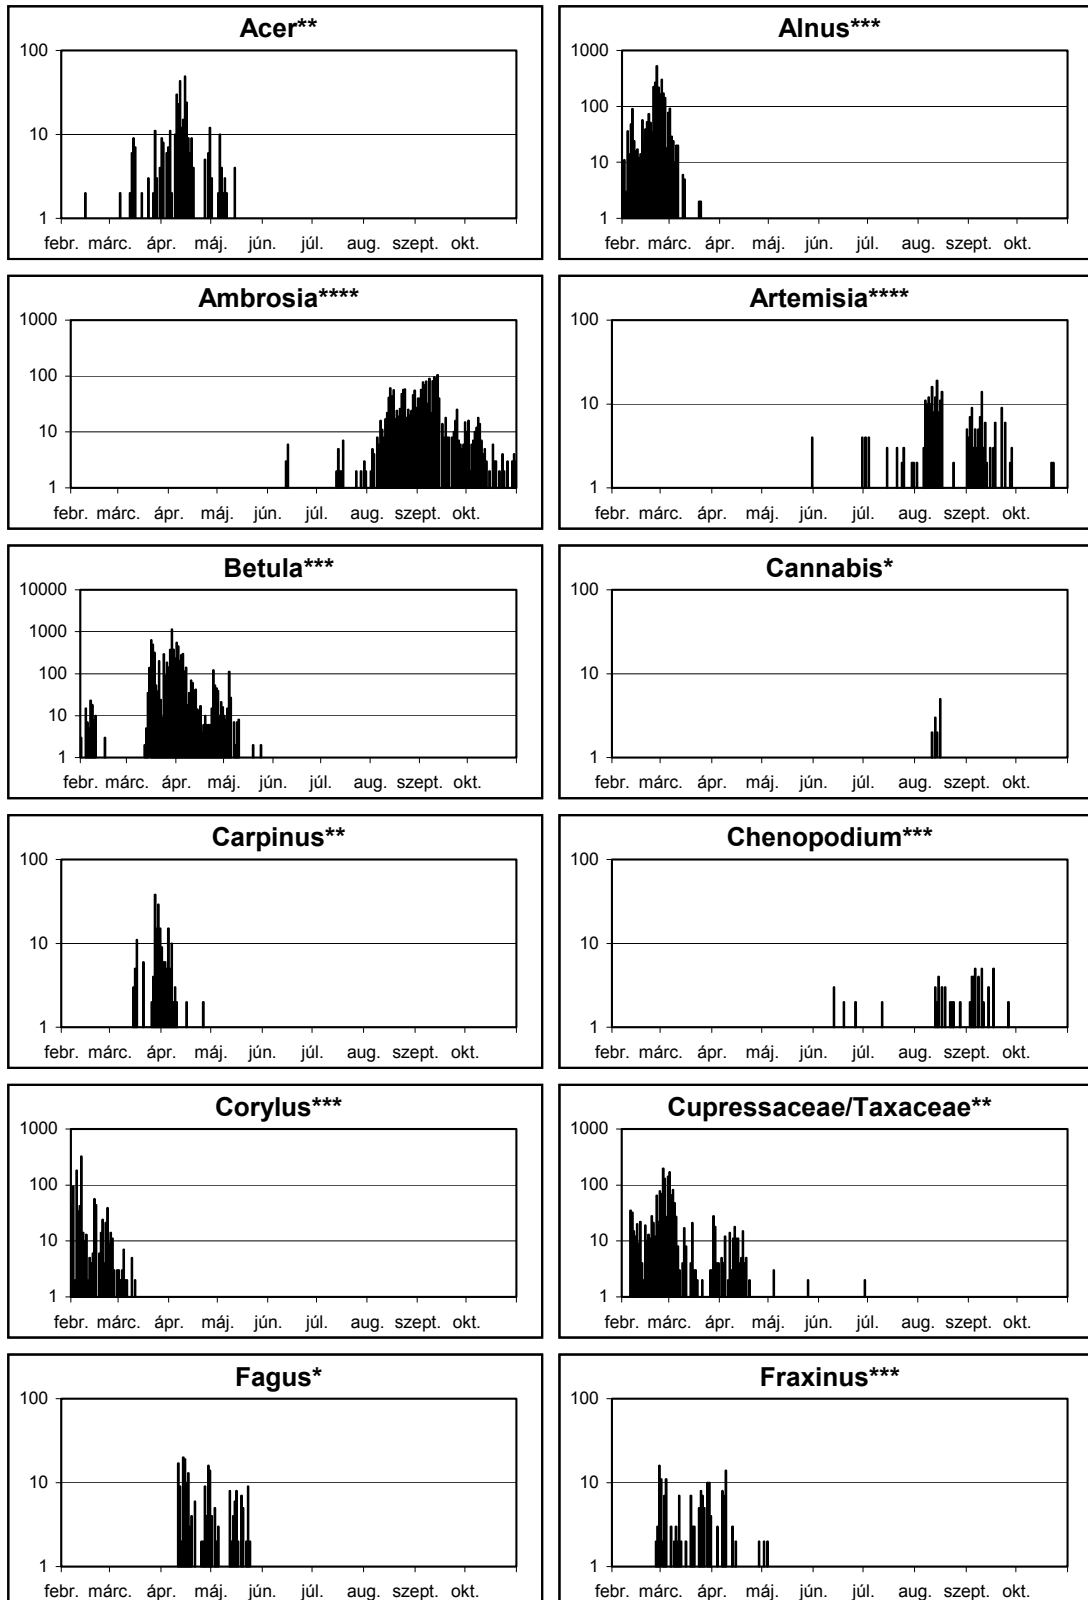 Acer**
100
10
1
febr. márc. ápr. máj. jún. júl. aug. szept. okt.
Alnus***
1000
100
10
1
febr. márc. ápr. máj. jún. júl. aug. szept. okt.
Ambrosia****
1000
100
10
1
febr. márc. ápr. máj. jún. júl. aug. szept. okt.
Artemisia****
100
10
1
febr. márc. ápr. máj. jún. júl. aug. szept. okt.
Betula***
10000
1000
100
10
1
febr. márc. ápr. máj. jún. júl. aug. szept. okt.
Cannabis*
100
10
1
febr. márc. ápr. máj. jún. júl. aug. szept. okt.
Carpinus**
100
10
1
febr. márc. ápr. máj. jún. júl. aug. szept. okt.
Chenopodium***
100
10
1
febr. márc. ápr. máj. jún. júl. aug. szept. okt.
Corylus***
1000
100
10
1
febr. márc. ápr. máj. jún. júl. aug. szept. okt.
Cupressaceae/Taxaceae**
1000
100
10
1
febr. márc. ápr. máj. jún. júl. aug. szept. okt.
Fagus*
100
10
1
febr. márc. ápr. máj. jún. júl. aug. szept. okt.
Fraxinus***
100
10
1
febr. márc. ápr. máj. jún. júl. aug. szept. okt.